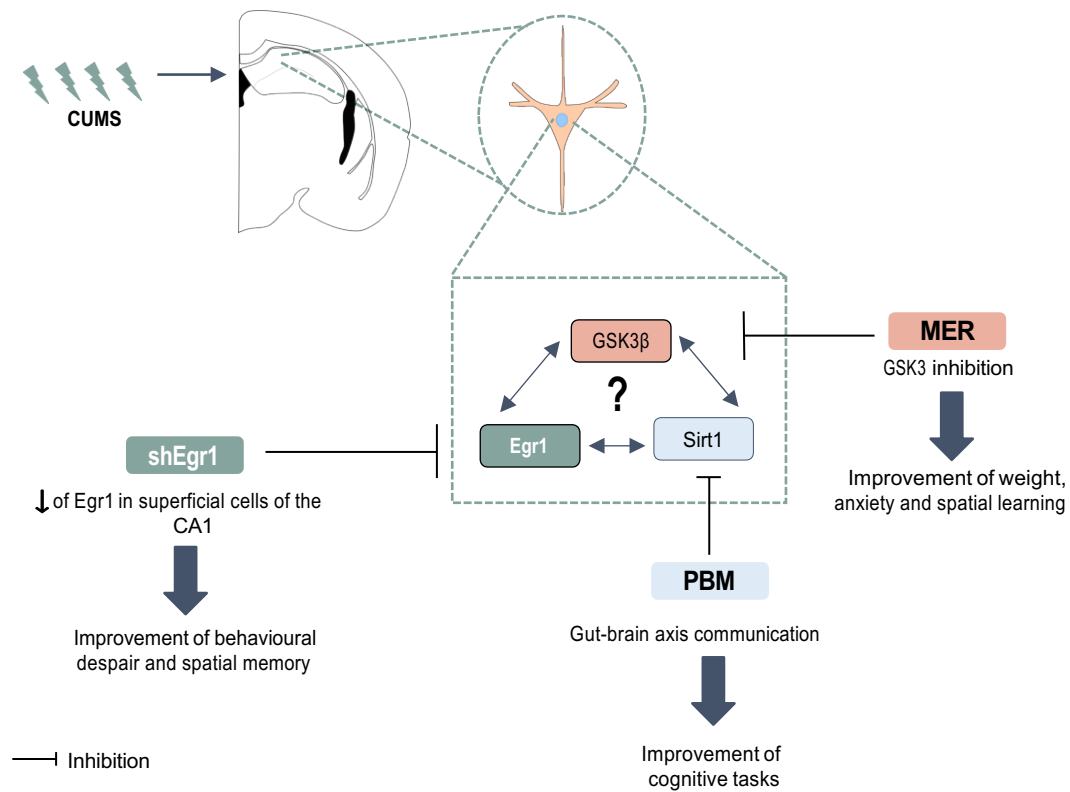 CUMS
GSK3β
?
Egr1
Sirt1
MER
GSK3 inhibition
Improvement of weight,
anxiety and spatial learning
shEgr1
↓ of Egr1 in superficial cells of the
CA1
Improvement of behavioural
despair and spatial memory
PBM
Gut-brain axis communication
Improvement of
cognitive tasks
Inhibition